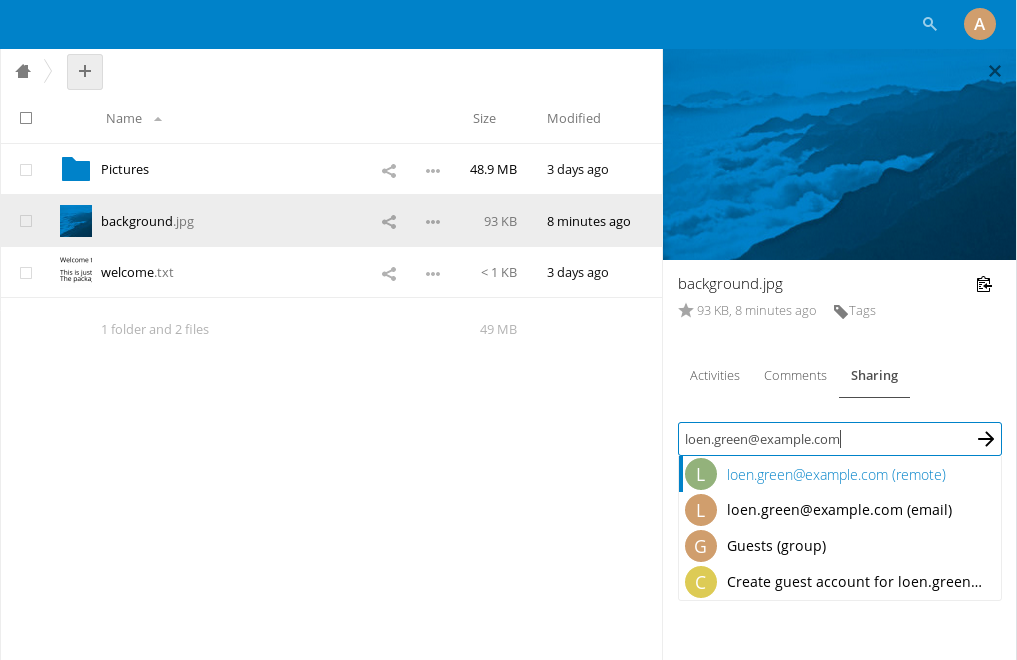 A
+
Name Size Modified
Pictures 48.9 MB 3 days ago
background.jpg 93 KB 8 minutes ago
Welcome t
This is just
The packa
welcome.txt < 1 KB 3 days ago
1 folder and 2 files 49 MB
background.jpg
93 KB, 8 minutes ago Tags
Activities Comments Sharing
loen.green@example.com
L loen.green@example.com (remote)
L loen.green@example.com (email)
G Guests (group)
C Create guest account for loen.green...